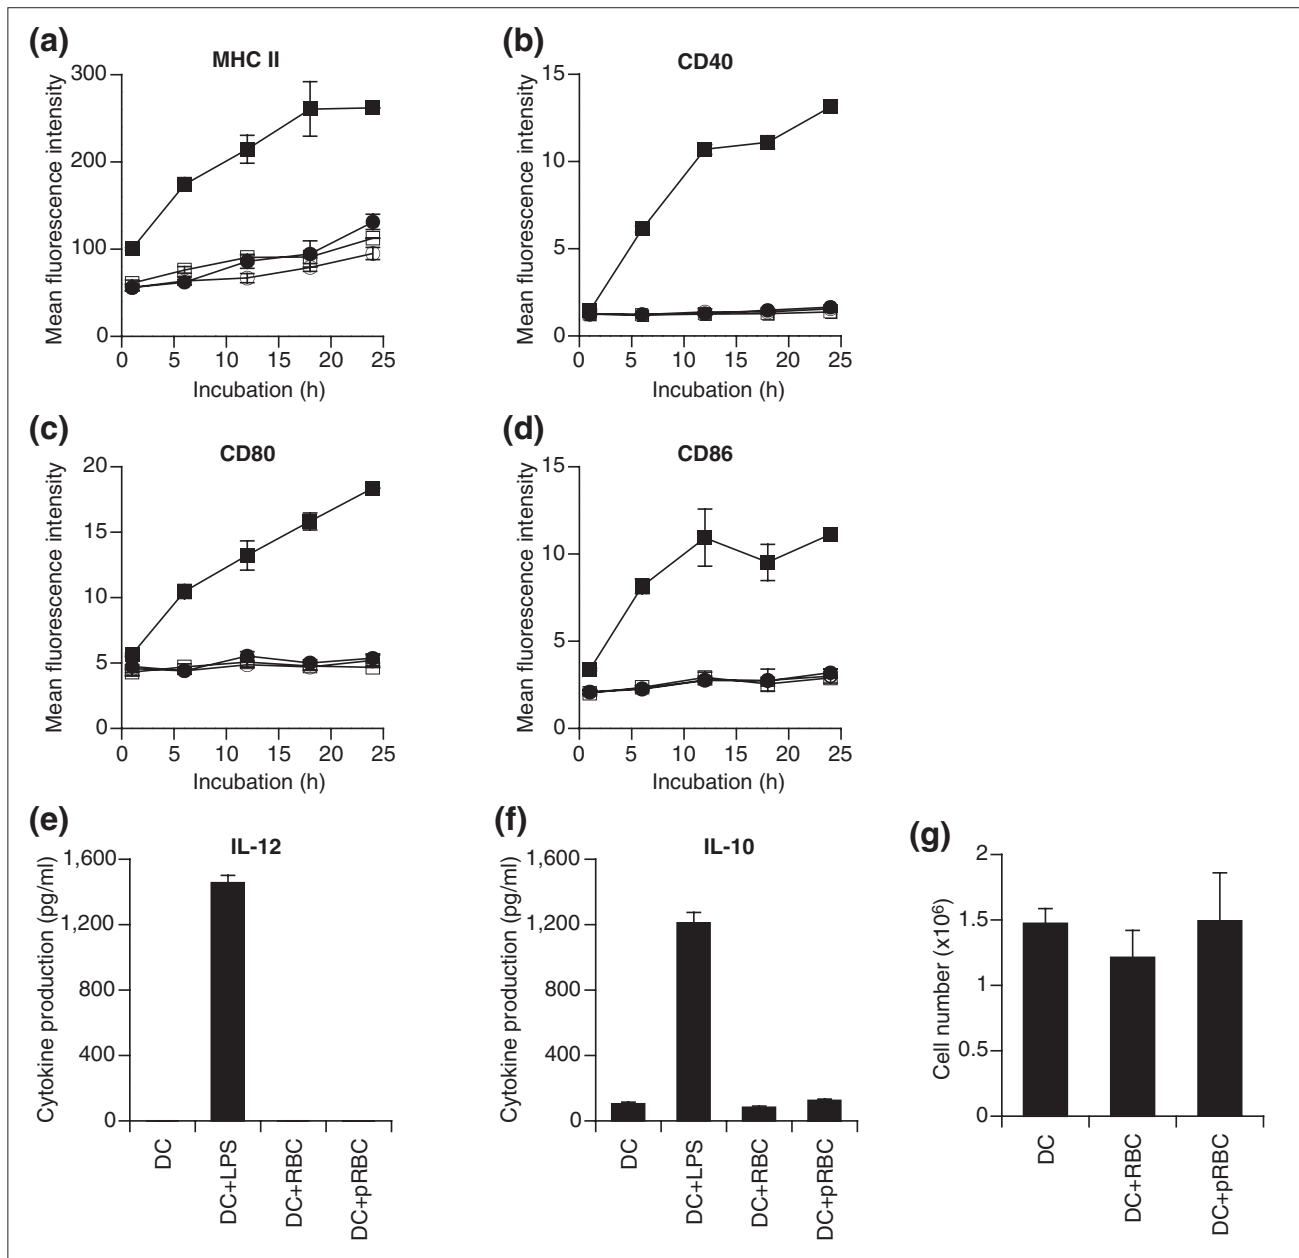 (a)
MHC II
Mean fluorescence intensity
300
200
100
0
0 5 10 15 20 25
Incubation (h)
(b)
CD40
Mean fluorescence intensity
15
10
5
0
0 5 10 15 20 25
Incubation (h)
(c)
CD80
Mean fluorescence intensity
20
15
10
5
0
0 5 10 15 20 25
Incubation (h)
(d)
CD86
Mean fluorescence intensity
15
10
5
0
0 5 10 15 20 25
Incubation (h)
(e)
IL-12
Cytokine production (pg/ml)
1,600
1,200
800
400
0
DC
DC+LPS
DC+RBC
DC+pRBC
(f)
IL-10
Cytokine production (pg/ml)
1,600
1,200
800
400
0
DC
DC+LPS
DC+RBC
DC+pRBC
(g)
Cell number (x10⁶)
2
1.5
1
0.5
0
DC
DC+RBC
DC+pRBC